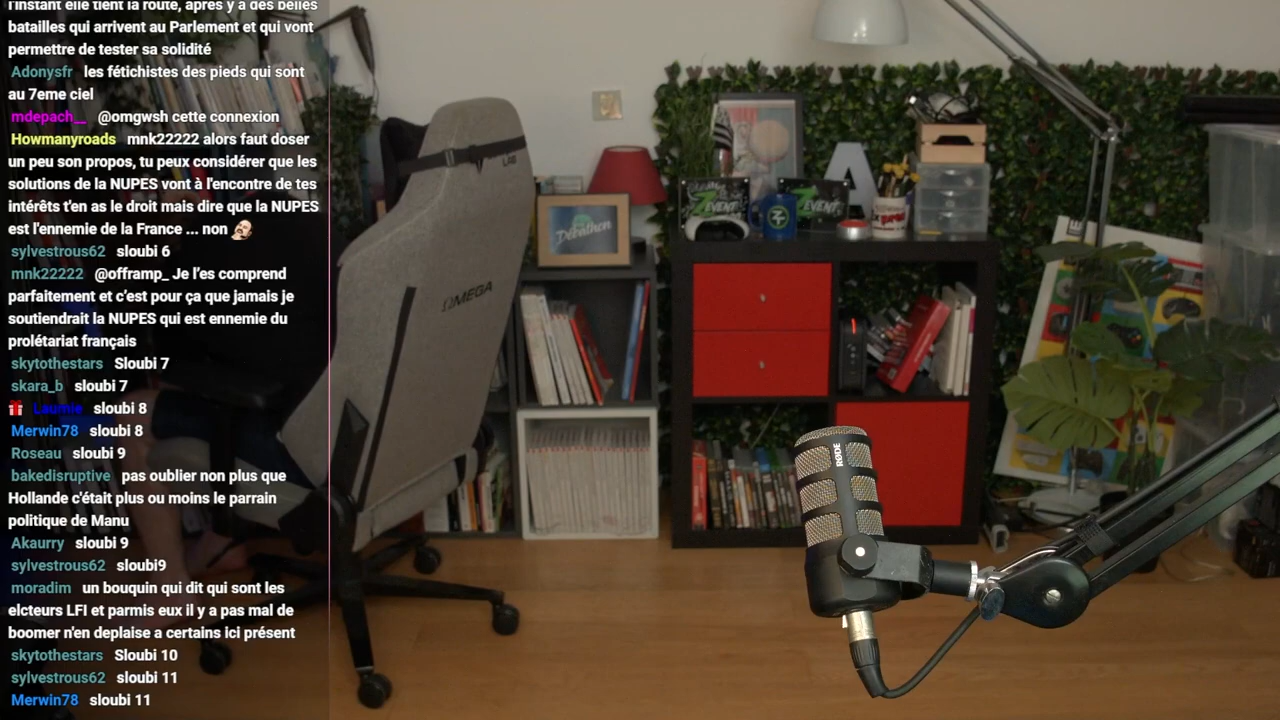 l'instant elle tient la route, après y a des belles
batailles qui arrivent au Parlement et qui vont
permettre de tester sa solidité
Adonysfr les fétichistes des pieds qui sont
au 7eme ciel
mdepach__ @omgwsh cette connexion
Howmanyroads mnk22222 alors faut doser
un peu son propos, tu peux considérer que les
solutions de la NUPES vont à l'encontre de tes
intérêts t'en as le droit mais dire que la NUPES
est l'ennemie de la France ... non
sylvestrous62 sloubi 6
mnk22222 @offramp_ Je l'es comprend
parfaitement et c'est pour ça que jamais je
soutiendrait la NUPES qui est ennemie du
prolétariat français
skytothestars Sloubi 7
skara_b sloubi 7
Laumie sloubi 8
Merwin78 sloubi 8
Roseau sloubi 9
bakedisruptive pas oublier non plus que
Hollande c'était plus ou moins le parrain
politique de Manu
Akaurry sloubi 9
sylvestrous62 sloubi9
moradim un bouquin qui dit qui sont les
elcteurs LFI et parmis eux il y a pas mal de
boomer n'en deplaise a certains ici présent
skytothestars Sloubi 10
sylvestrous62 sloubi 11
Merwin78 sloubi 11
LAB
OMEGA
Décathon
Z EVENT
Z EVENT
A
RØDE